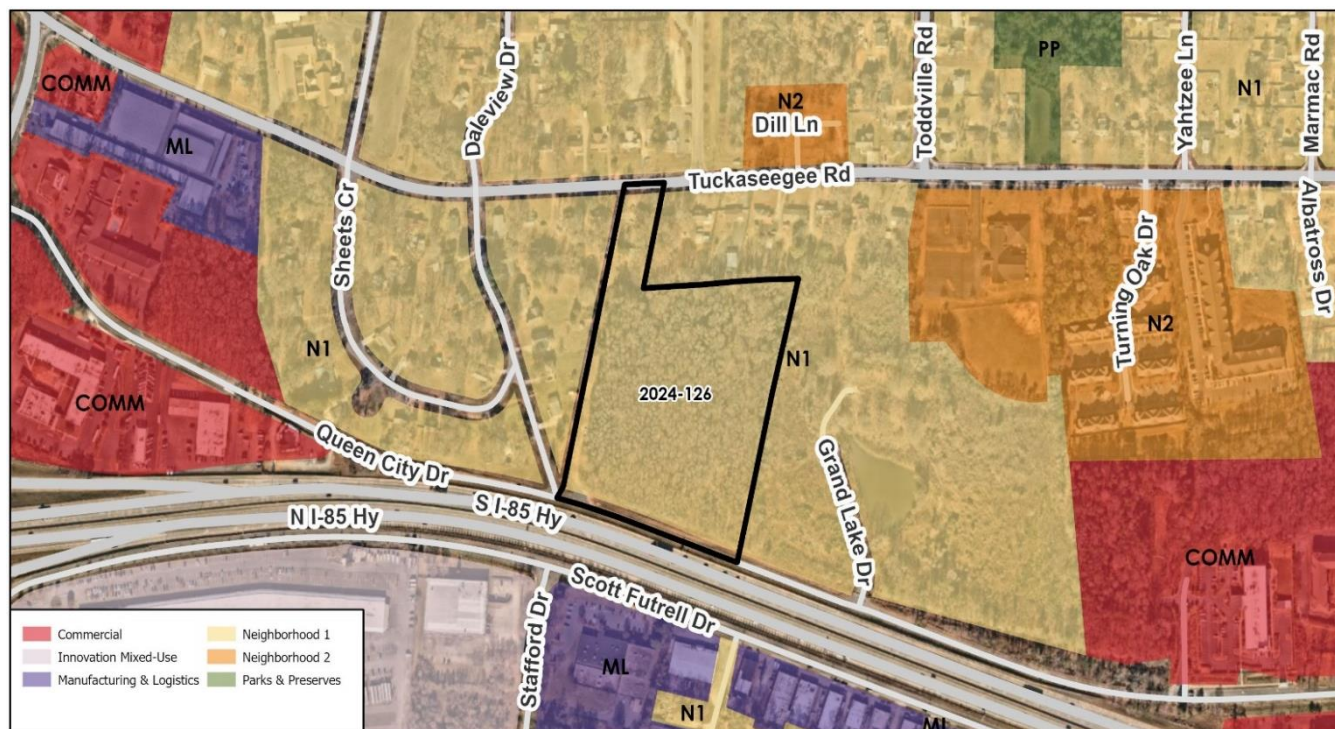 COMM
ML
Sheets Cr
Daleview Dr
N2
Dill Ln
Toddville Rd
PP
Yahtzee Ln
N1
Marmac Rd
Tuckaseegee Rd
Albatross Dr
Turning Oak Dr
N2
N1
N1
2024-126
COMM
Queen City Dr
S I-85 Hy
N I-85 Hy
Grand Lake Dr
COMM
Scott Futrell Dr
Stafford Dr
ML
N1
ML
Commercial
Innovation Mixed-Use
Manufacturing & Logistics
Neighborhood 1
Neighborhood 2
Parks & Preserves